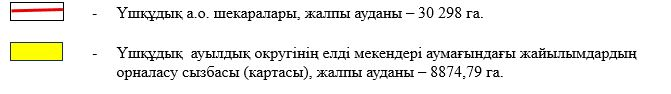 - Үшқұдық а.о. шекаралары, жалпы ауданы – 30 298 га.
- Үшқұдық ауылдық округінің елді мекендері аумағындағы жайылымдардың
орналасу сызбасы (картасы), жалпы ауданы – 8874,79 га.